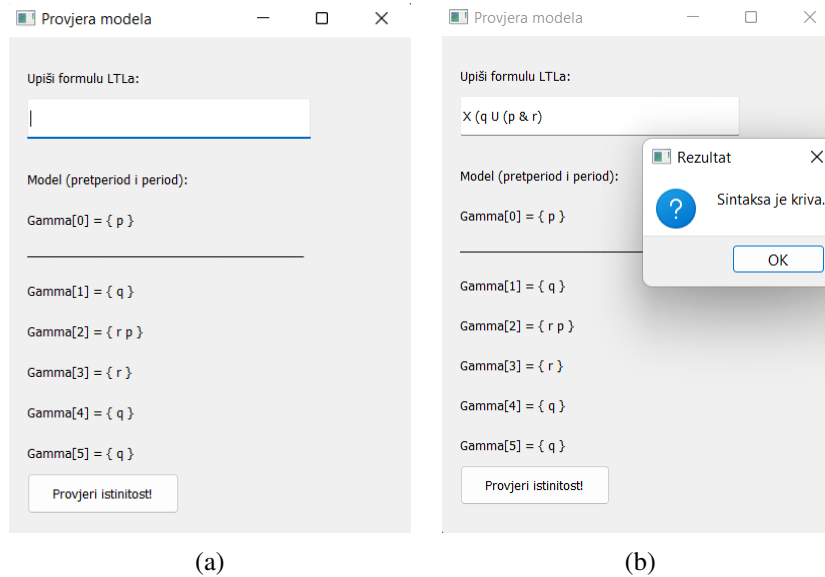 Provjera modela
Upiši formulu LTLa:
Model (pretperiod i period):
Gamma[0] = { p }
Gamma[1] = { q }
Gamma[2] = { r p }
Gamma[3] = { r }
Gamma[4] = { q }
Gamma[5] = { q }
Provjeri istinitost!
(a)
Provjera modela
Upiši formulu LTLa:
X (q U (p & r)
Rezultat
Sintaksa je kriva.
OK
Model (pretperiod i period):
Gamma[0] = { p }
Gamma[1] = { q }
Gamma[2] = { r p }
Gamma[3] = { r }
Gamma[4] = { q }
Gamma[5] = { q }
Provjeri istinitost!
(b)